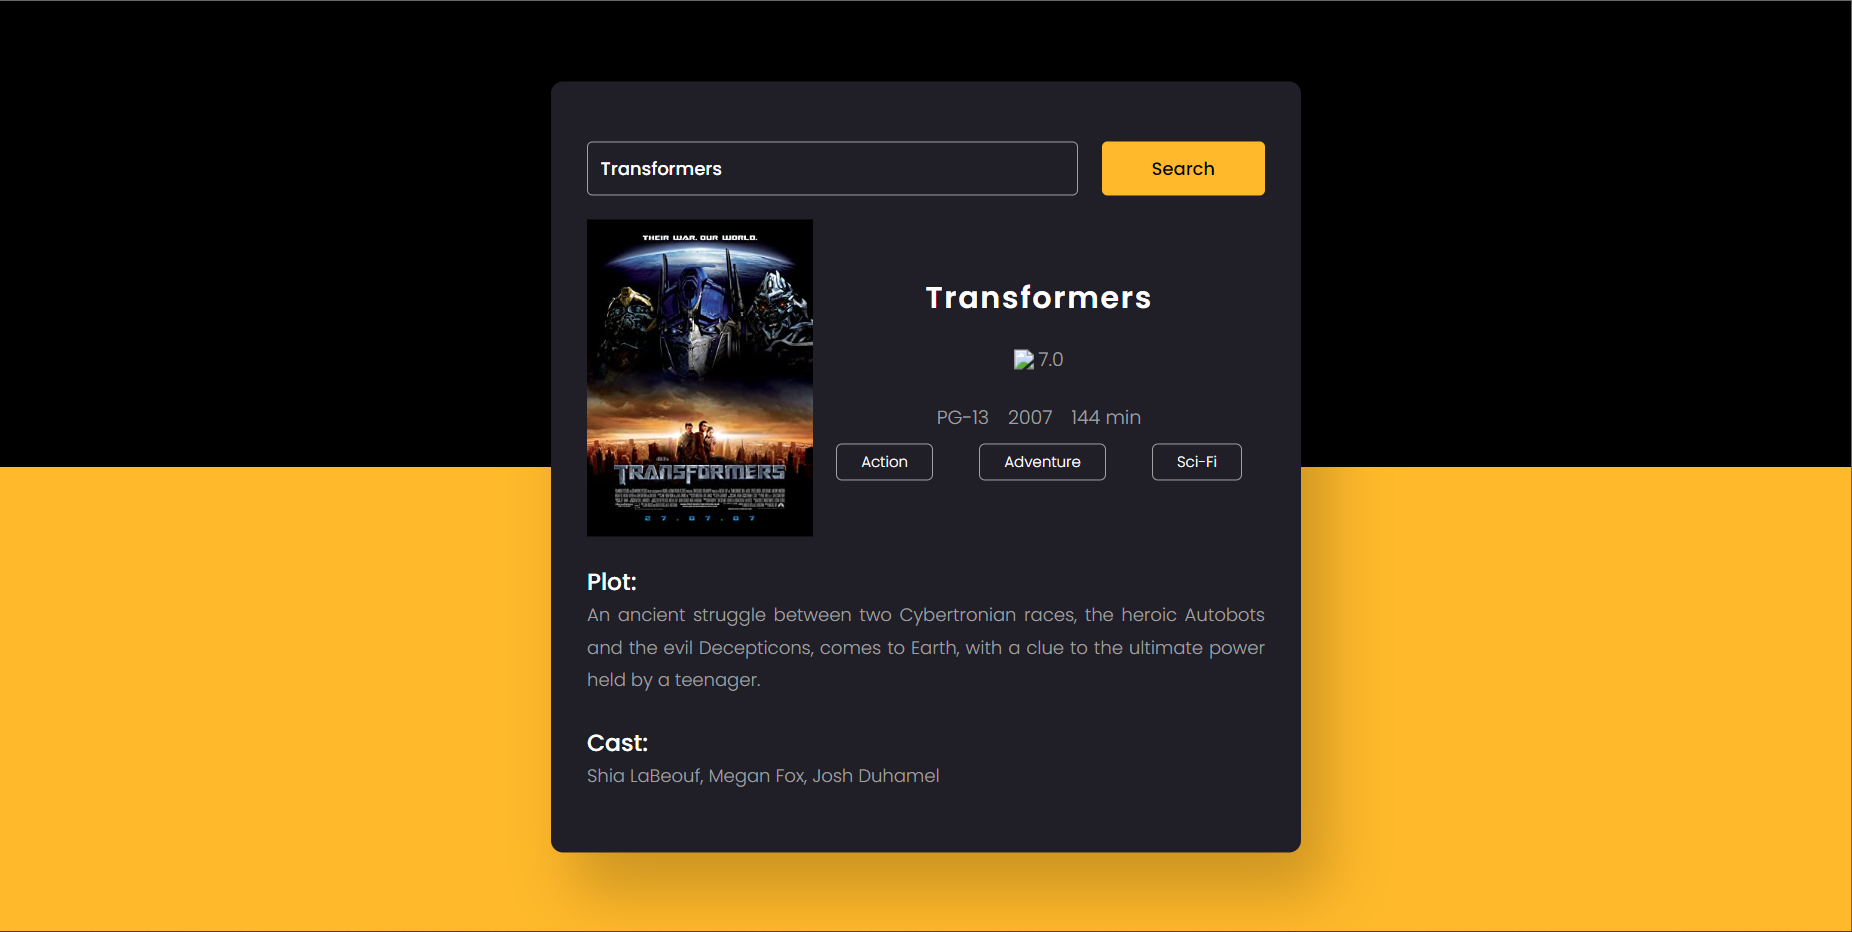 Transformers
Search
THEIR WAR. OUR WORLD.
TRANSFORMERS
27.07.07
Transformers
7.0
PG-13 2007 144 min
Action Adventure Sci-Fi
Plot:
An ancient struggle between two Cybertronian races, the heroic Autobots
and the evil Decepticons, comes to Earth, with a clue to the ultimate power
held by a teenager.
Cast:
Shia LaBeouf, Megan Fox, Josh Duhamel